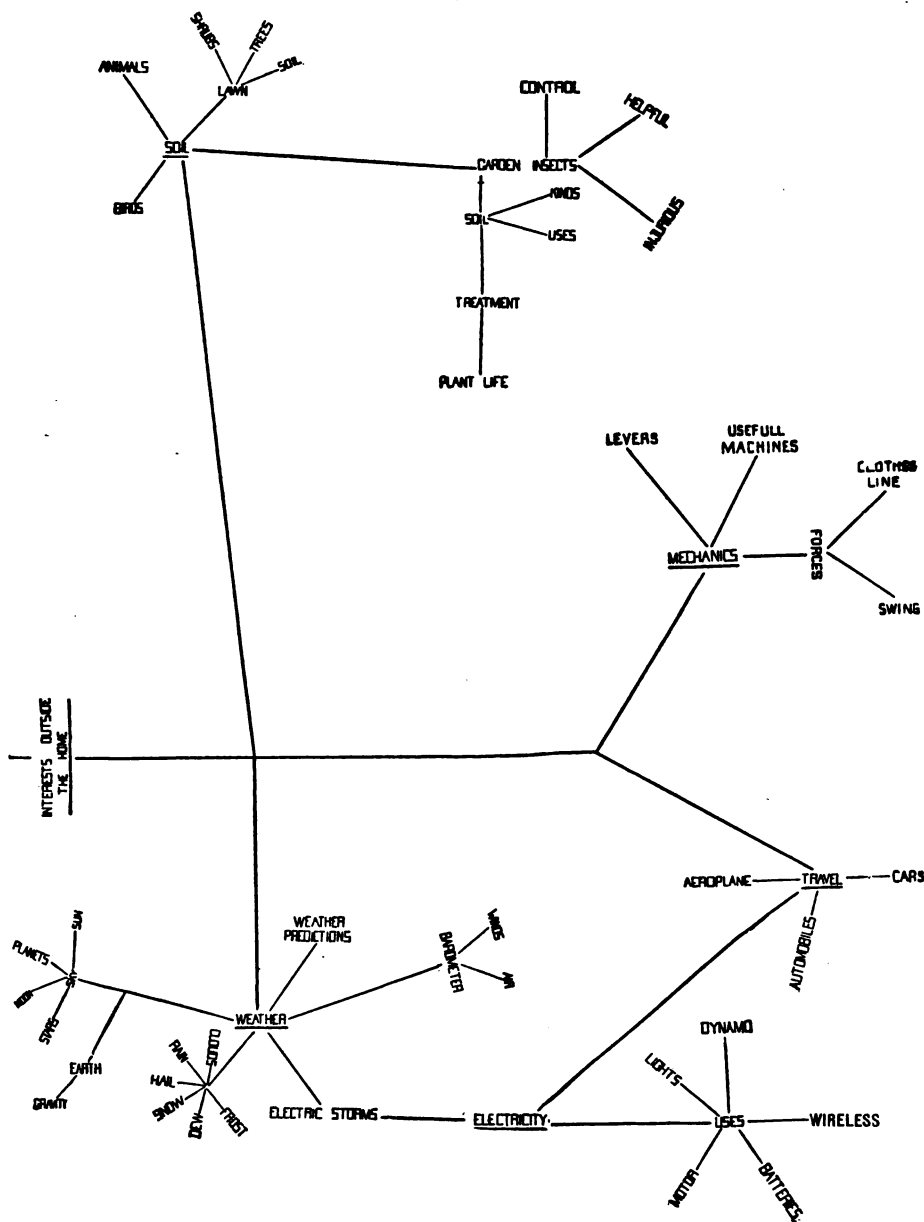 SHRUBS
TREES
SOIL
ANIMALS
LAWN
CONTROL
HELPFUL
SOIL
GARDEN INSECTS
KINDS
BIRDS
SOIL
USES
INJURIOUS
TREATMENT
PLANT LIFE
LEVERS
USEFULL
MACHINES
CLOTHES
LINE
MECHANICS
FORCES
SWING
INTERESTS OUTSIDE
THE HOME
AEROPLANE
TRAVEL
CARS
AUTOMOBILES
SUN
PLANETS
SKY
MOON
STARS
EARTH
GRAVITY
WEATHER
PREDICTIONS
WINDS
BAROMETER
AIR
WEATHER
CLOUDS
RAIN
HAIL
SNOW
DEW
FROST
ELECTRIC STORMS
ELECTRICITY
DYNAMO
LIGHTS
USES
WIRELESS
MOTOR
BATTERIES.